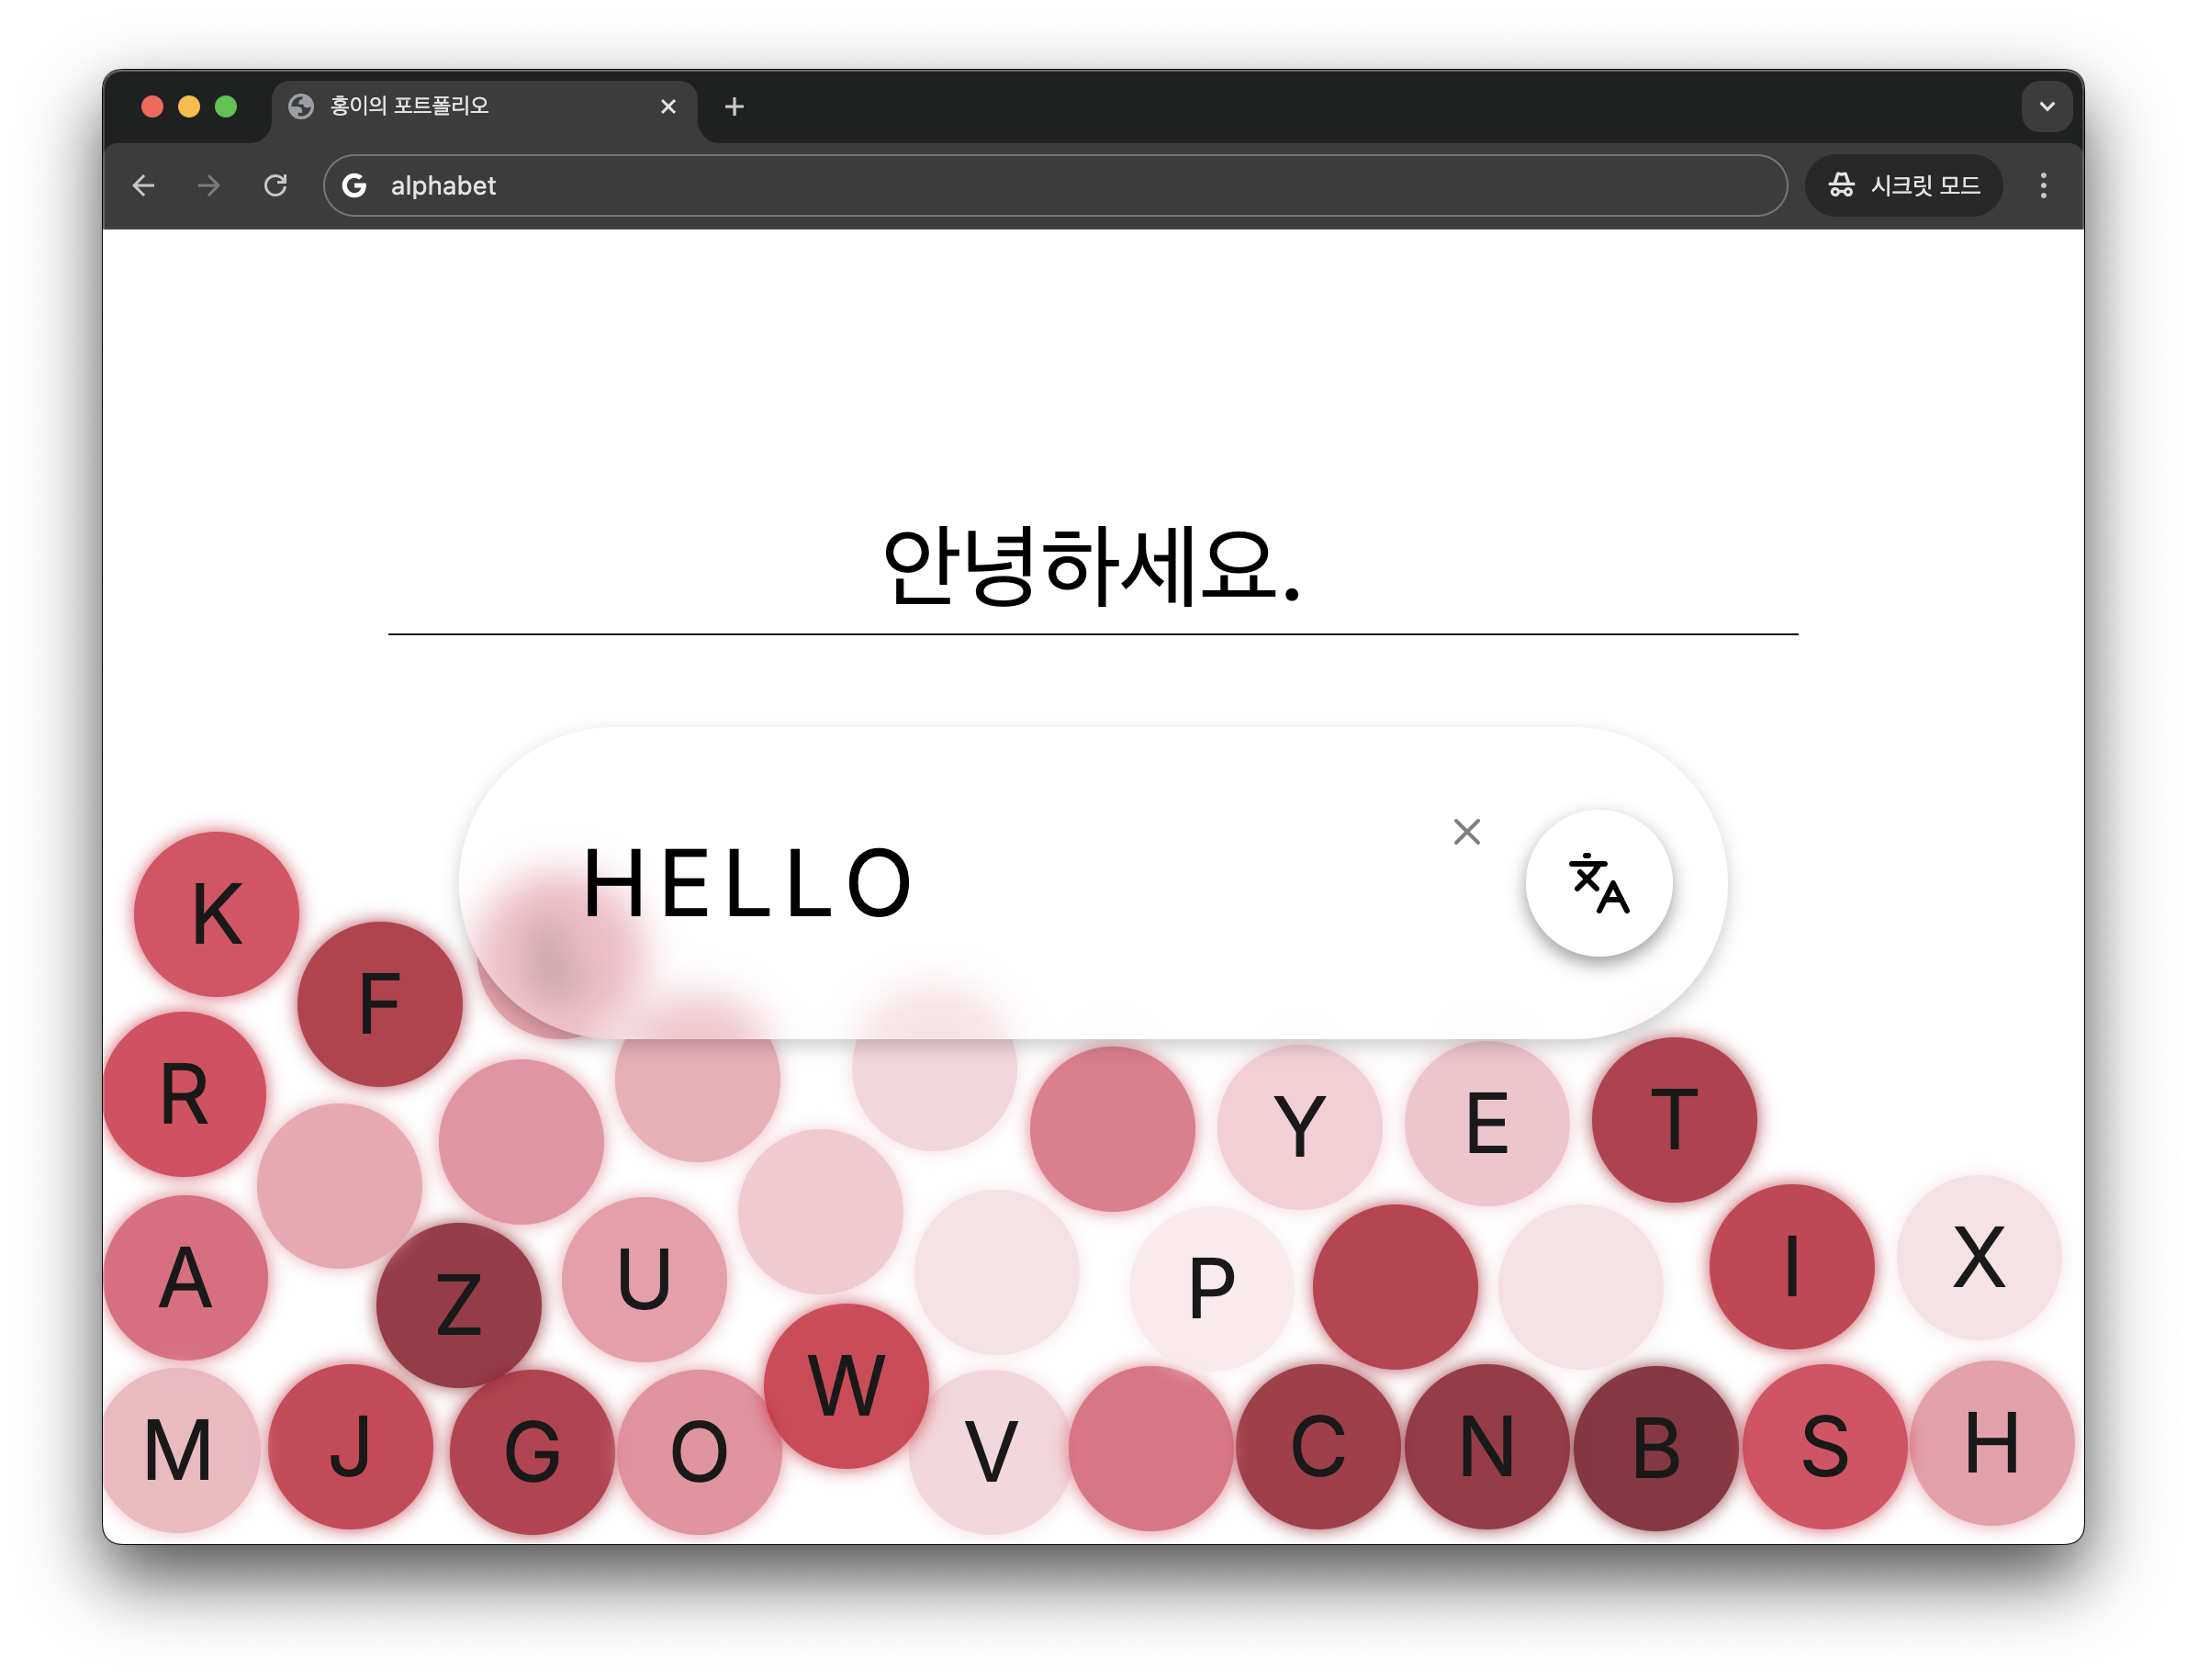 홍이의 포트폴리오
alphabet
시크릿 모드
안녕하세요.
HELLO
K
F
R
Y E T
A Z U P I X
W
M J G O V C N B S H